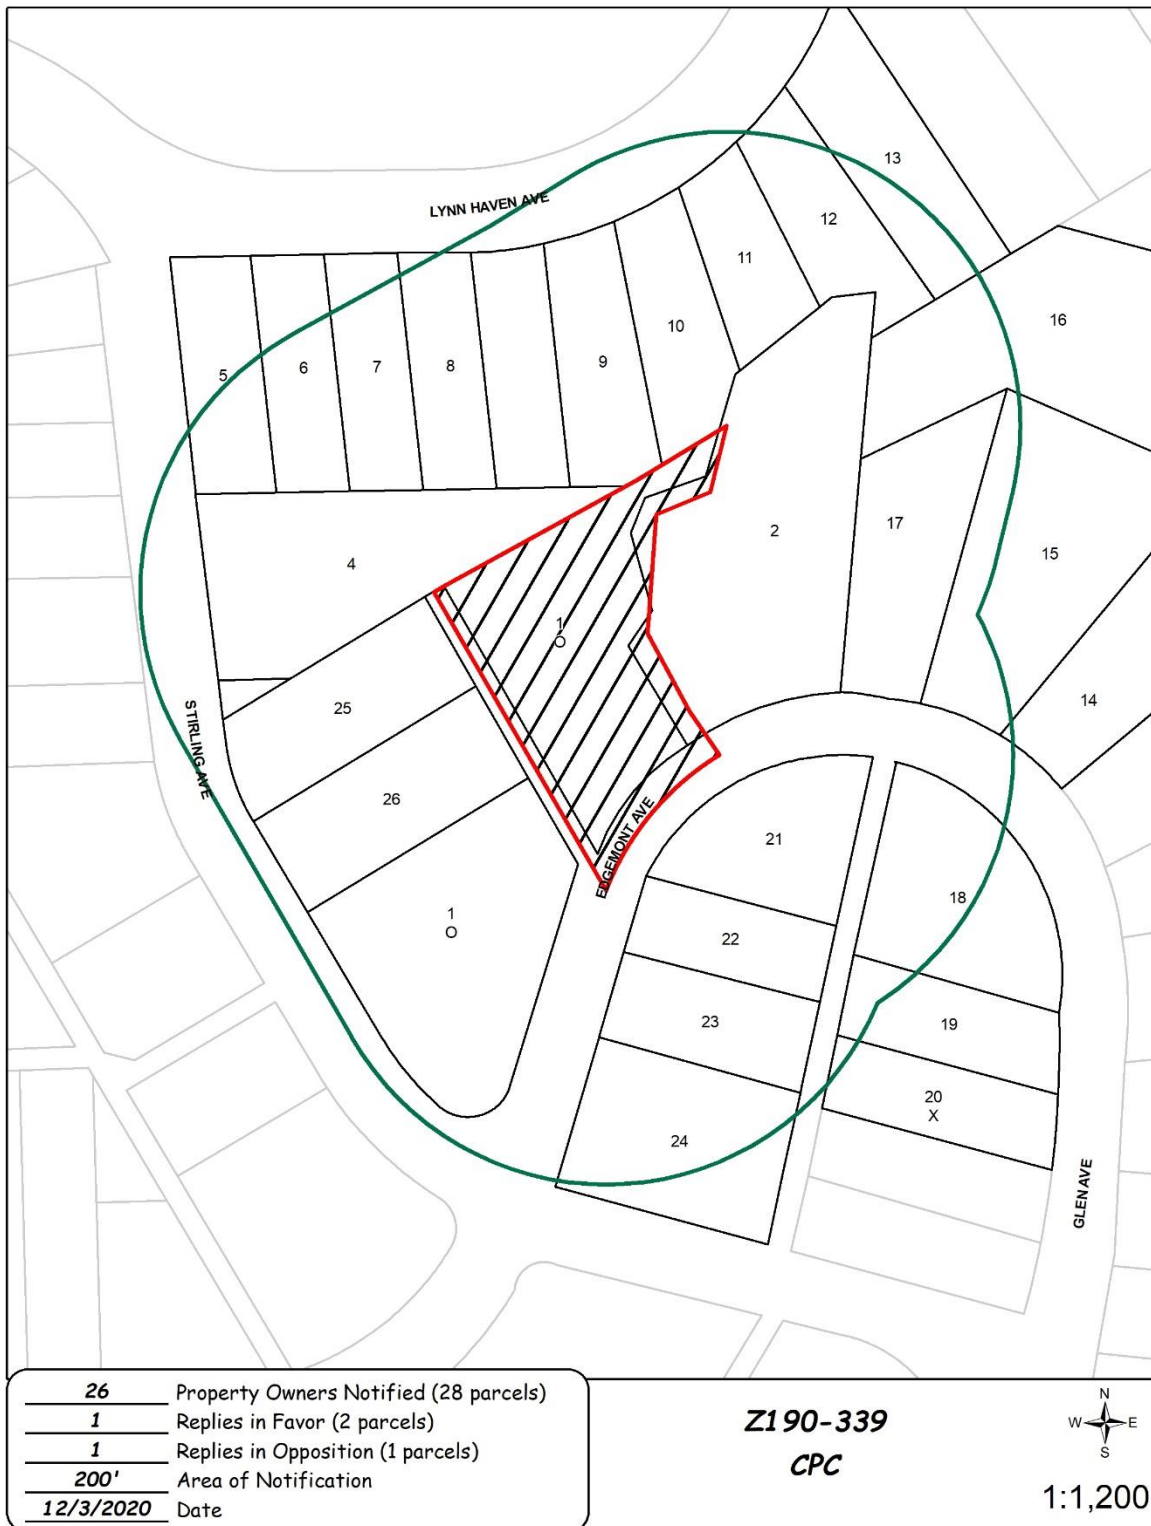 13
LYNN HAVEN AVE
12
11
16
10
9
8
7
6
5
17
2
15
4
1
O
14
25
STIRLING AVE
26
EDGEMONT AVE
21
18
1
O
22
23
19
20
X
24
GLEN AVE
26 Property Owners Notified (28 parcels)
1 Replies in Favor (2 parcels)
1 Replies in Opposition (1 parcels)
200' Area of Notification
12/3/2020 Date
Z190-339
CPC
N
W E
S
1:1,200